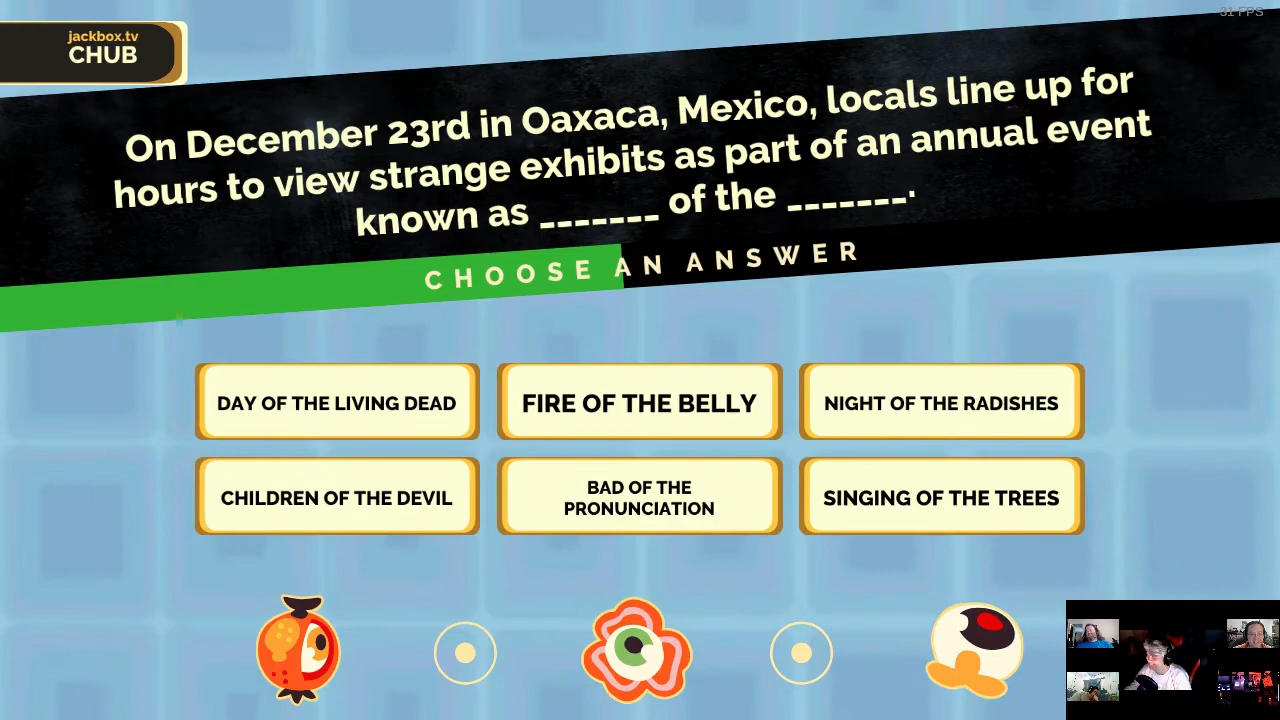 31 FPS
jackbox.tv
CHUB
On December 23rd in Oaxaca, Mexico, locals line up for
hours to view strange exhibits as part of an annual event
known as _______ of the _______.
CHOOSE AN ANSWER
DAY OF THE LIVING DEAD
FIRE OF THE BELLY
NIGHT OF THE RADISHES
CHILDREN OF THE DEVIL
BAD OF THE
PRONUNCIATION
SINGING OF THE TREES